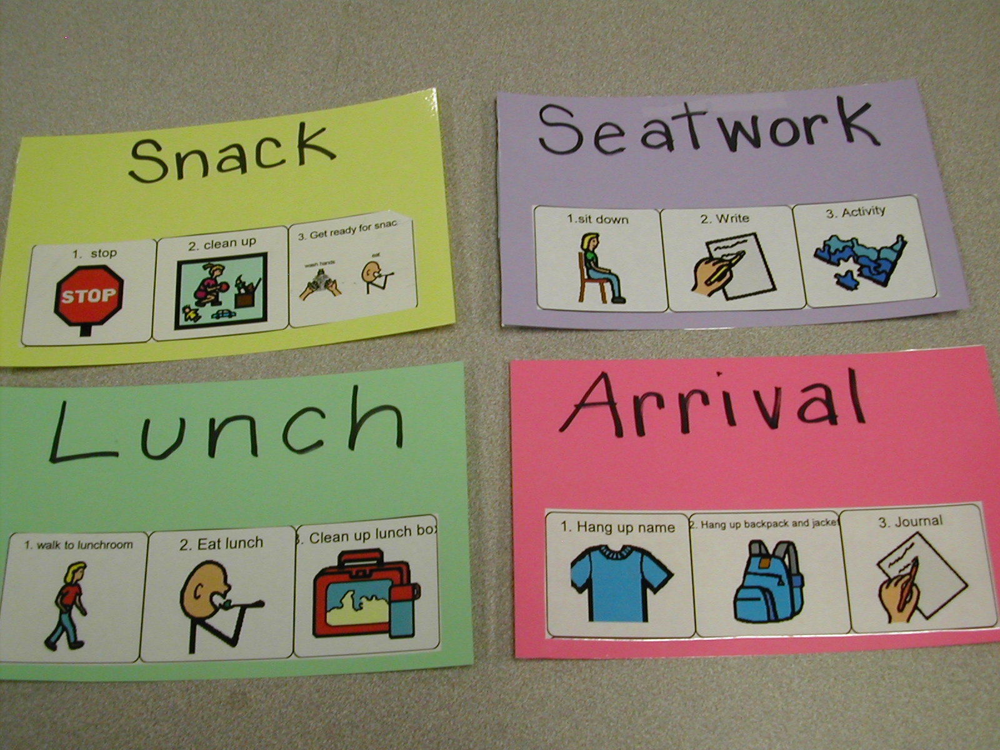 Snack
1. stop
STOP
2. clean up
3. Get ready for snac
wash hands
eat
Seatwork
1.sit down
2. Write
3. Activity
Lunch
1. walk to lunchroom
2. Eat lunch
3. Clean up lunch box
Arrival
1. Hang up name
2. Hang up backpack and jacket
3. Journal